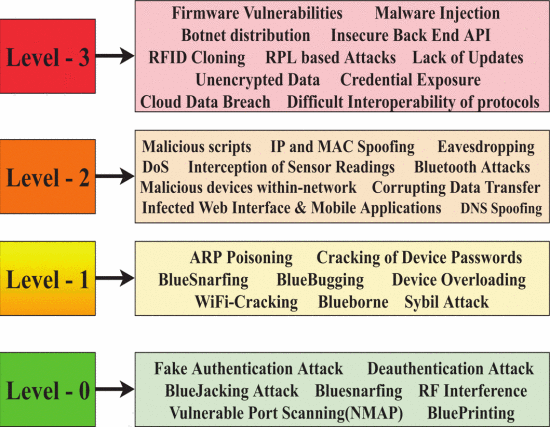 Level - 3
Firmware Vulnerabilities Malware Injection
Botnet distribution Insecure Back End API
RFID Cloning RPL based Attacks Lack of Updates
Unencrypted Data Credential Exposure
Cloud Data Breach Difficult Interoperability of protocols
Level - 2
Malicious scripts IP and MAC Spoofing Eavesdropping
DoS Interception of Sensor Readings Bluetooth Attacks
Malicious devices within-network Corrupting Data Transfer
Infected Web Interface & Mobile Applications DNS Spoofing
Level - 1
ARP Poisoning Cracking of Device Passwords
BlueSnarfing BlueBugging Device Overloading
WiFi-Cracking Blueborne Sybil Attack
Level - 0
Fake Authentication Attack Deauthentication Attack
BlueJacking Attack Bluesnarfing RF Interference
Vulnerable Port Scanning(NMAP) BluePrinting